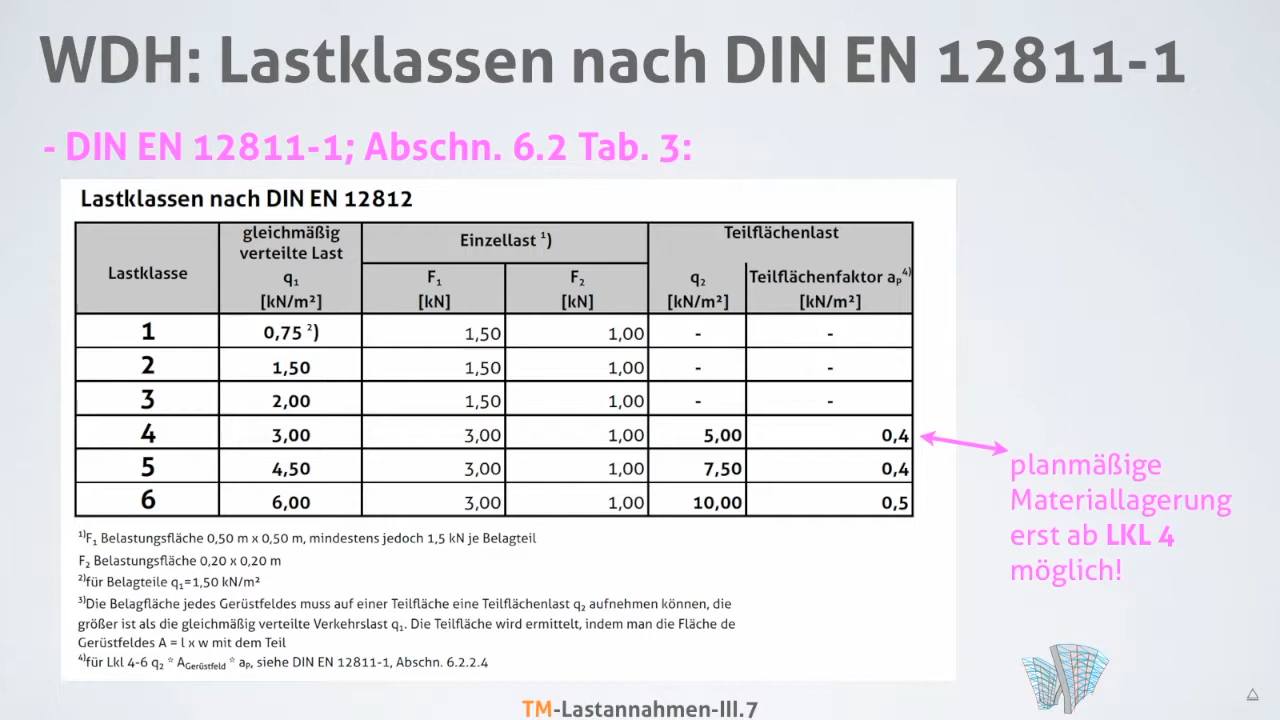 WDH: Lastklassen nach DIN EN 12811-1
- DIN EN 12811-1; Abschn. 6.2 Tab. 3:
Lastklassen nach DIN EN 12812
Lastklasse
gleichmäßig
verteilte Last
q₁
[kN/m²]
Einzellast ¹)
F₁
[kN]
F₂
[kN]
Teilflächenlast
q₂
[kN/m²]
Teilflächenfaktor aₚ⁴⁾
[kN/m²]
1 0,75 ²) 1,50 1,00 - -
2 1,50 1,50 1,00 - -
3 2,00 1,50 1,00 - -
4 3,00 3,00 1,00 5,00 0,4
5 4,50 3,00 1,00 7,50 0,4
6 6,00 3,00 1,00 10,00 0,5
planmäßige
Materiallagerung
erst ab LKL 4
möglich!
¹⁾F₁ Belastungsfläche 0,50 m x 0,50 m, mindestens jedoch 1,5 kN je Belagteil
F₂ Belastungsfläche 0,20 x 0,20 m
²⁾für Belagteile q₁=1,50 kN/m²
³⁾Die Belagfläche jedes Gerüstfeldes muss auf einer Teilfläche eine Teilflächenlast q₂ aufnehmen können, die
größer ist als die gleichmäßig verteilte Verkehrslast q₁. Die Teilfläche wird ermittelt, indem man die Fläche de
Gerüstfeldes A = l x w mit dem Teil
⁴⁾für Lkl 4-6 q₂ * AGerüstfeld * aₚ, siehe DIN EN 12811-1, Abschn. 6.2.2.4
TM-Lastannahmen-III.7